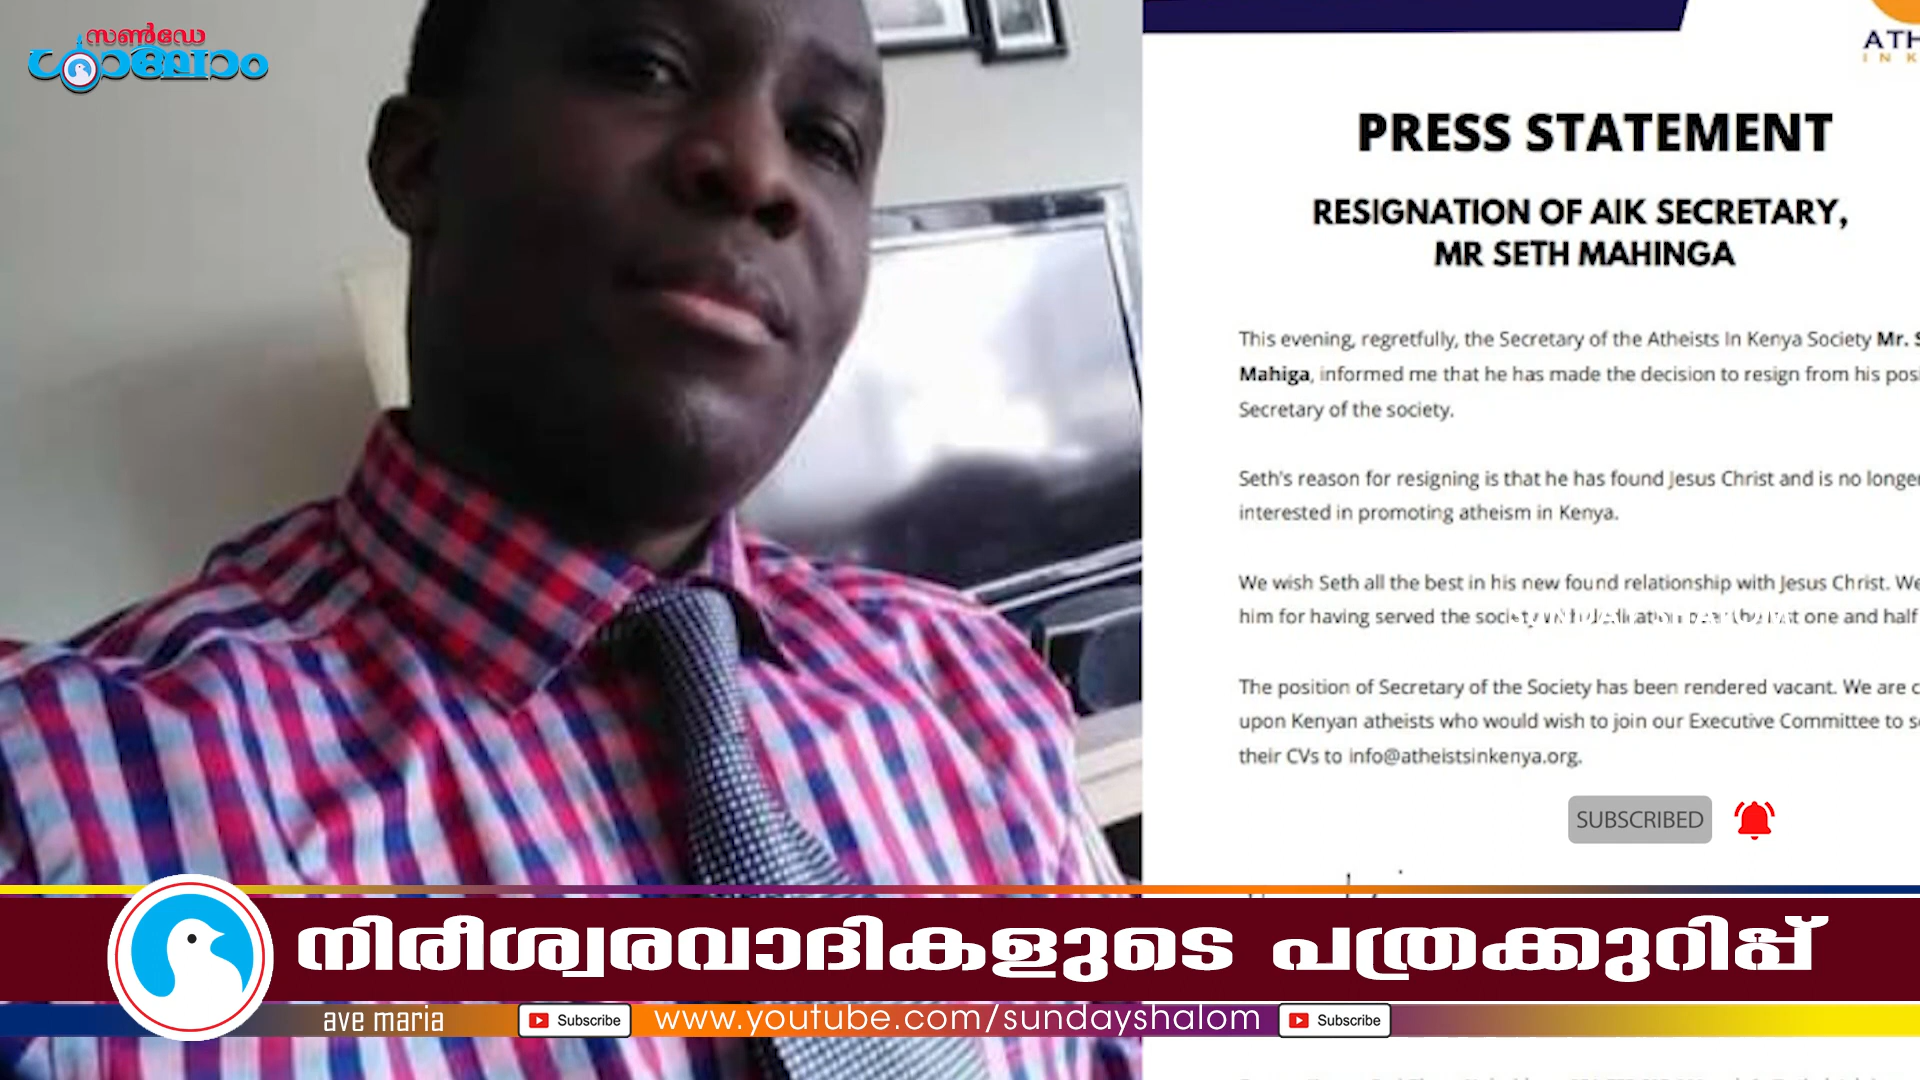 സൺഡേ
ശാലോം
ATH
IN K
PRESS STATEMENT
RESIGNATION OF AIK SECRETARY,
MR SETH MAHINGA
This evening, regretfully, the Secretary of the Atheists In Kenya Society Mr. S
Mahiga, informed me that he has made the decision to resign from his posi
Secretary of the society.
Seth's reason for resigning is that he has found Jesus Christ and is no longer
interested in promoting atheism in Kenya.
We wish Seth all the best in his new found relationship with Jesus Christ. We
him for having served the society one and half
The position of Secretary of the Society has been rendered vacant. We are c
upon Kenyan atheists who would wish to join our Executive Committee to s
their CVs to info@atheistsinkenya.org.
SUBSCRIBED
നിരീശ്വരവാദികളുടെ പത്രക്കുറിപ്പ്
ave maria Subscribe www.youtube.com/sundayshalom Subscribe